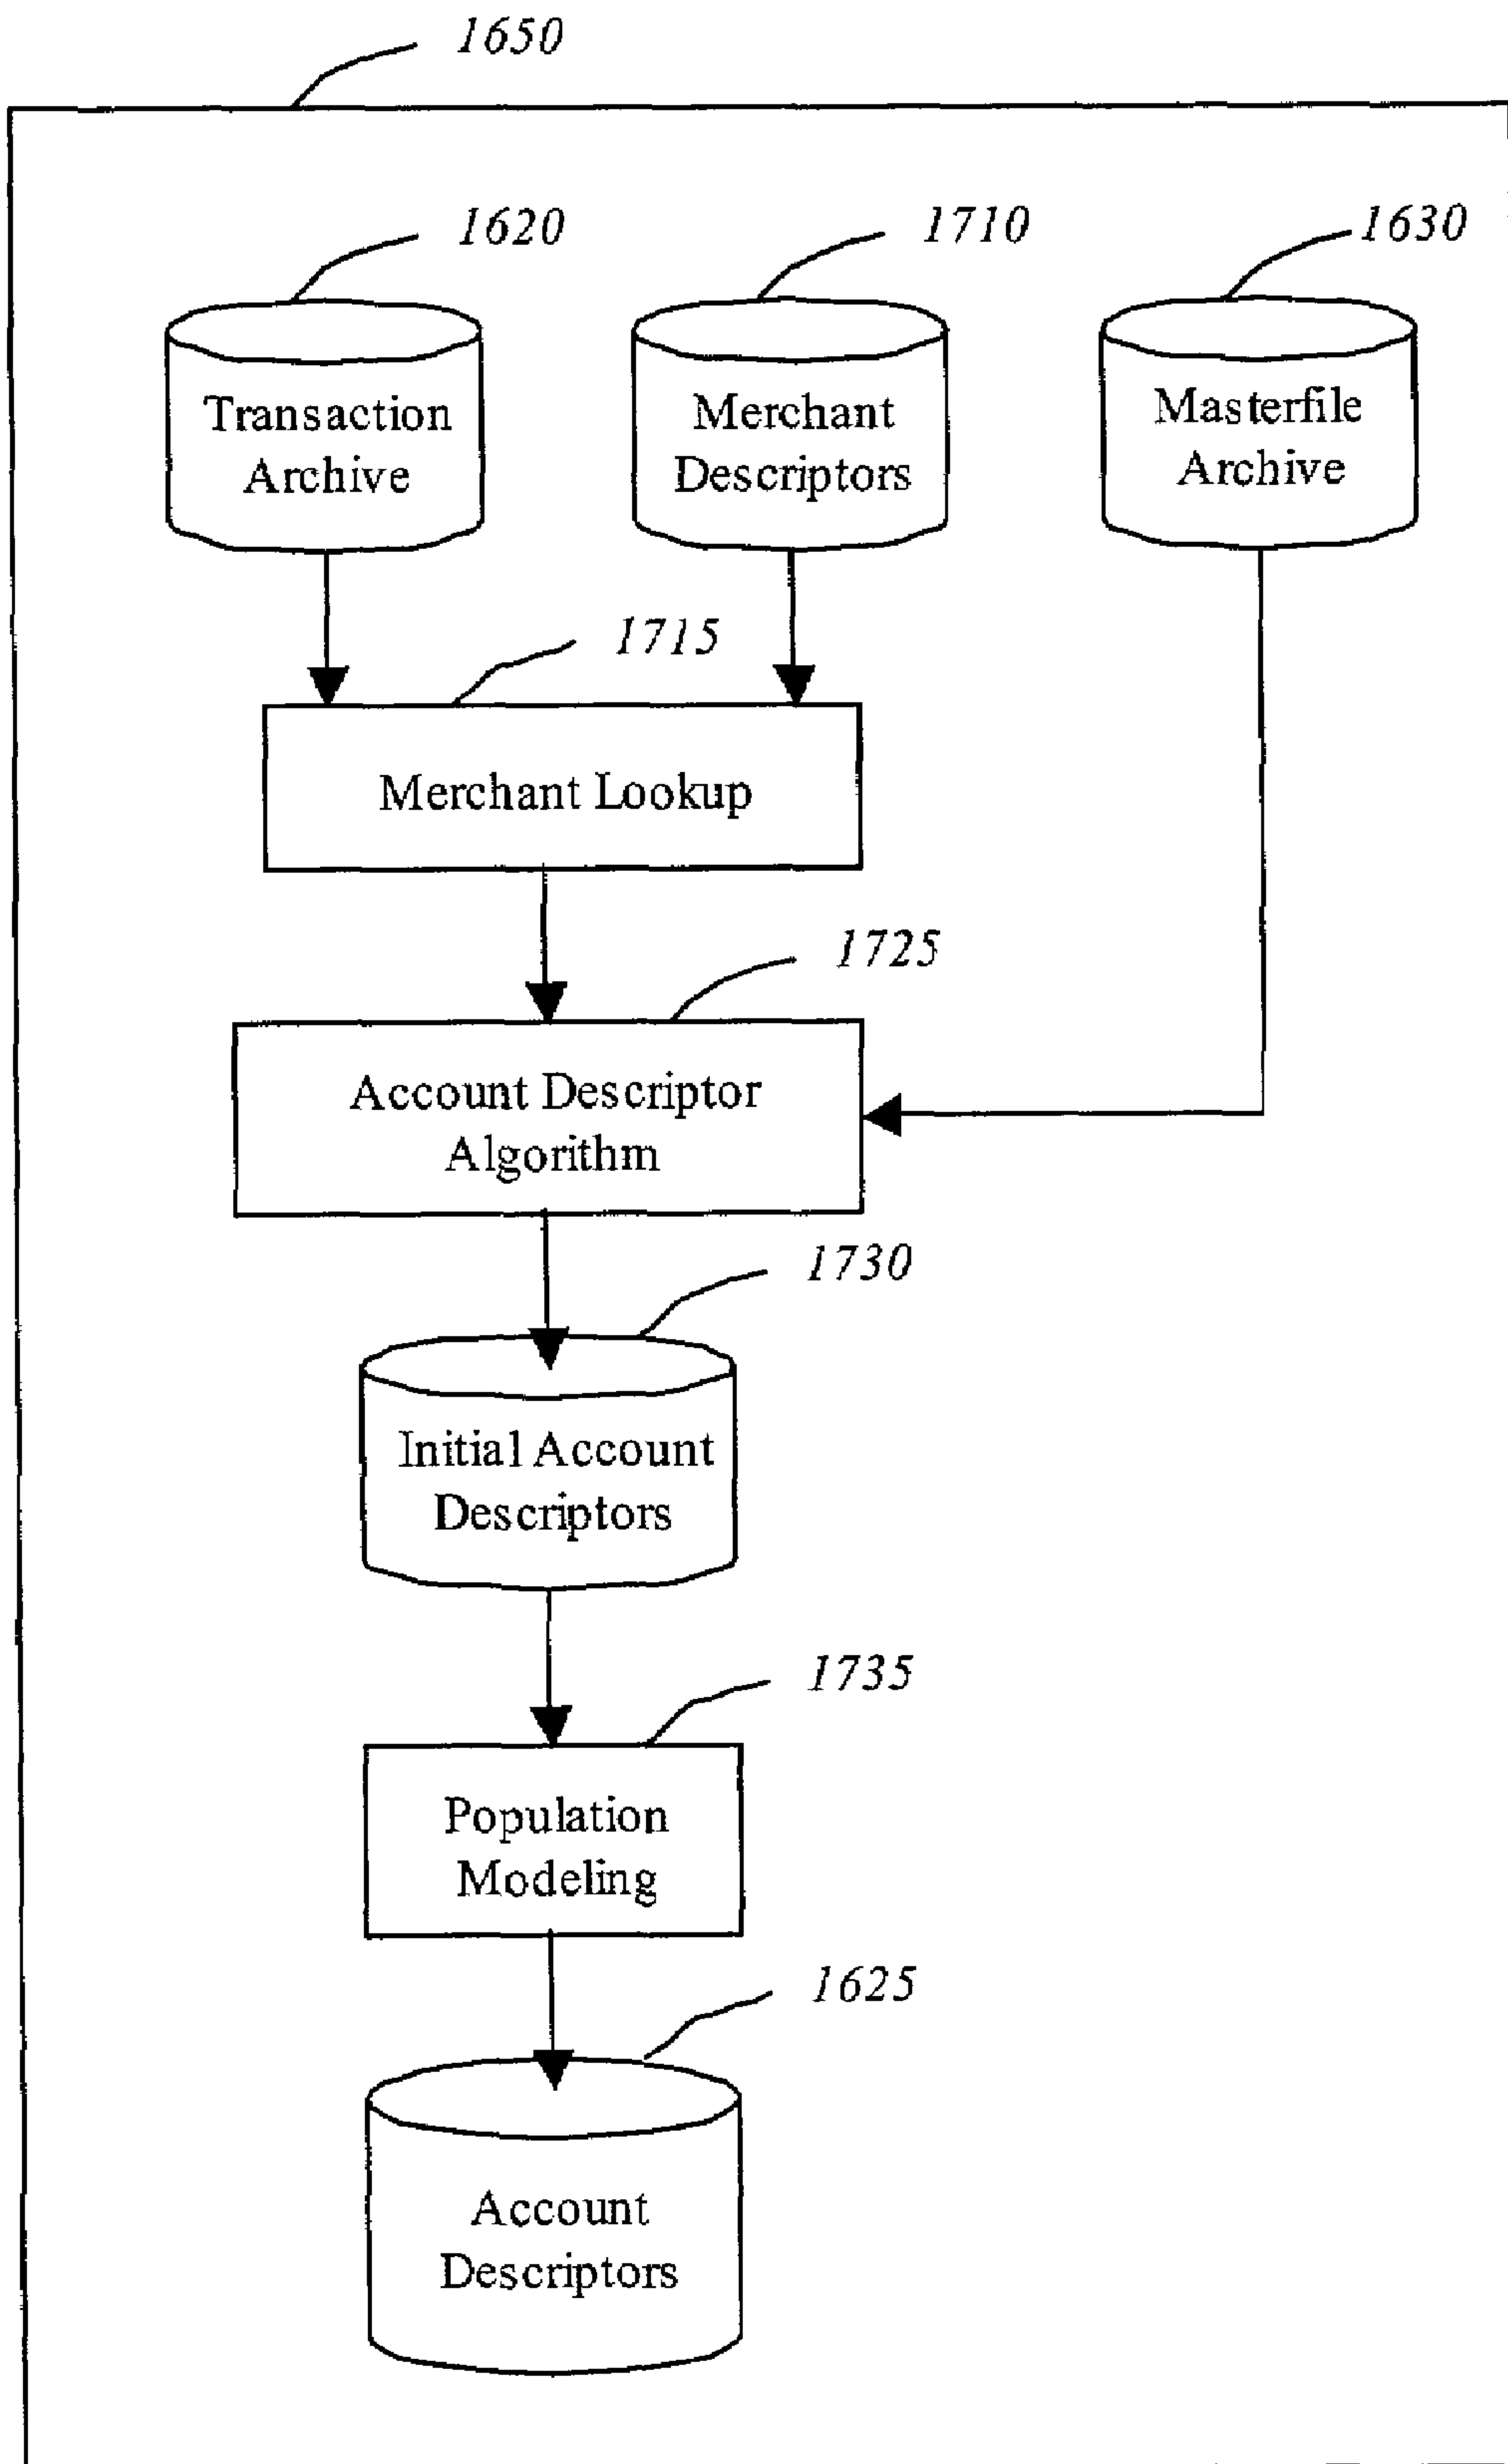 1650
1620
1710
1630
Transaction
Archive
Merchant
Descriptors
Masterfile
Archive
1715
Merchant Lookup
1725
Account Descriptor
Algorithm
1730
Initial Account
Descriptors
1735
Population
Modeling
1625
Account
Descriptors